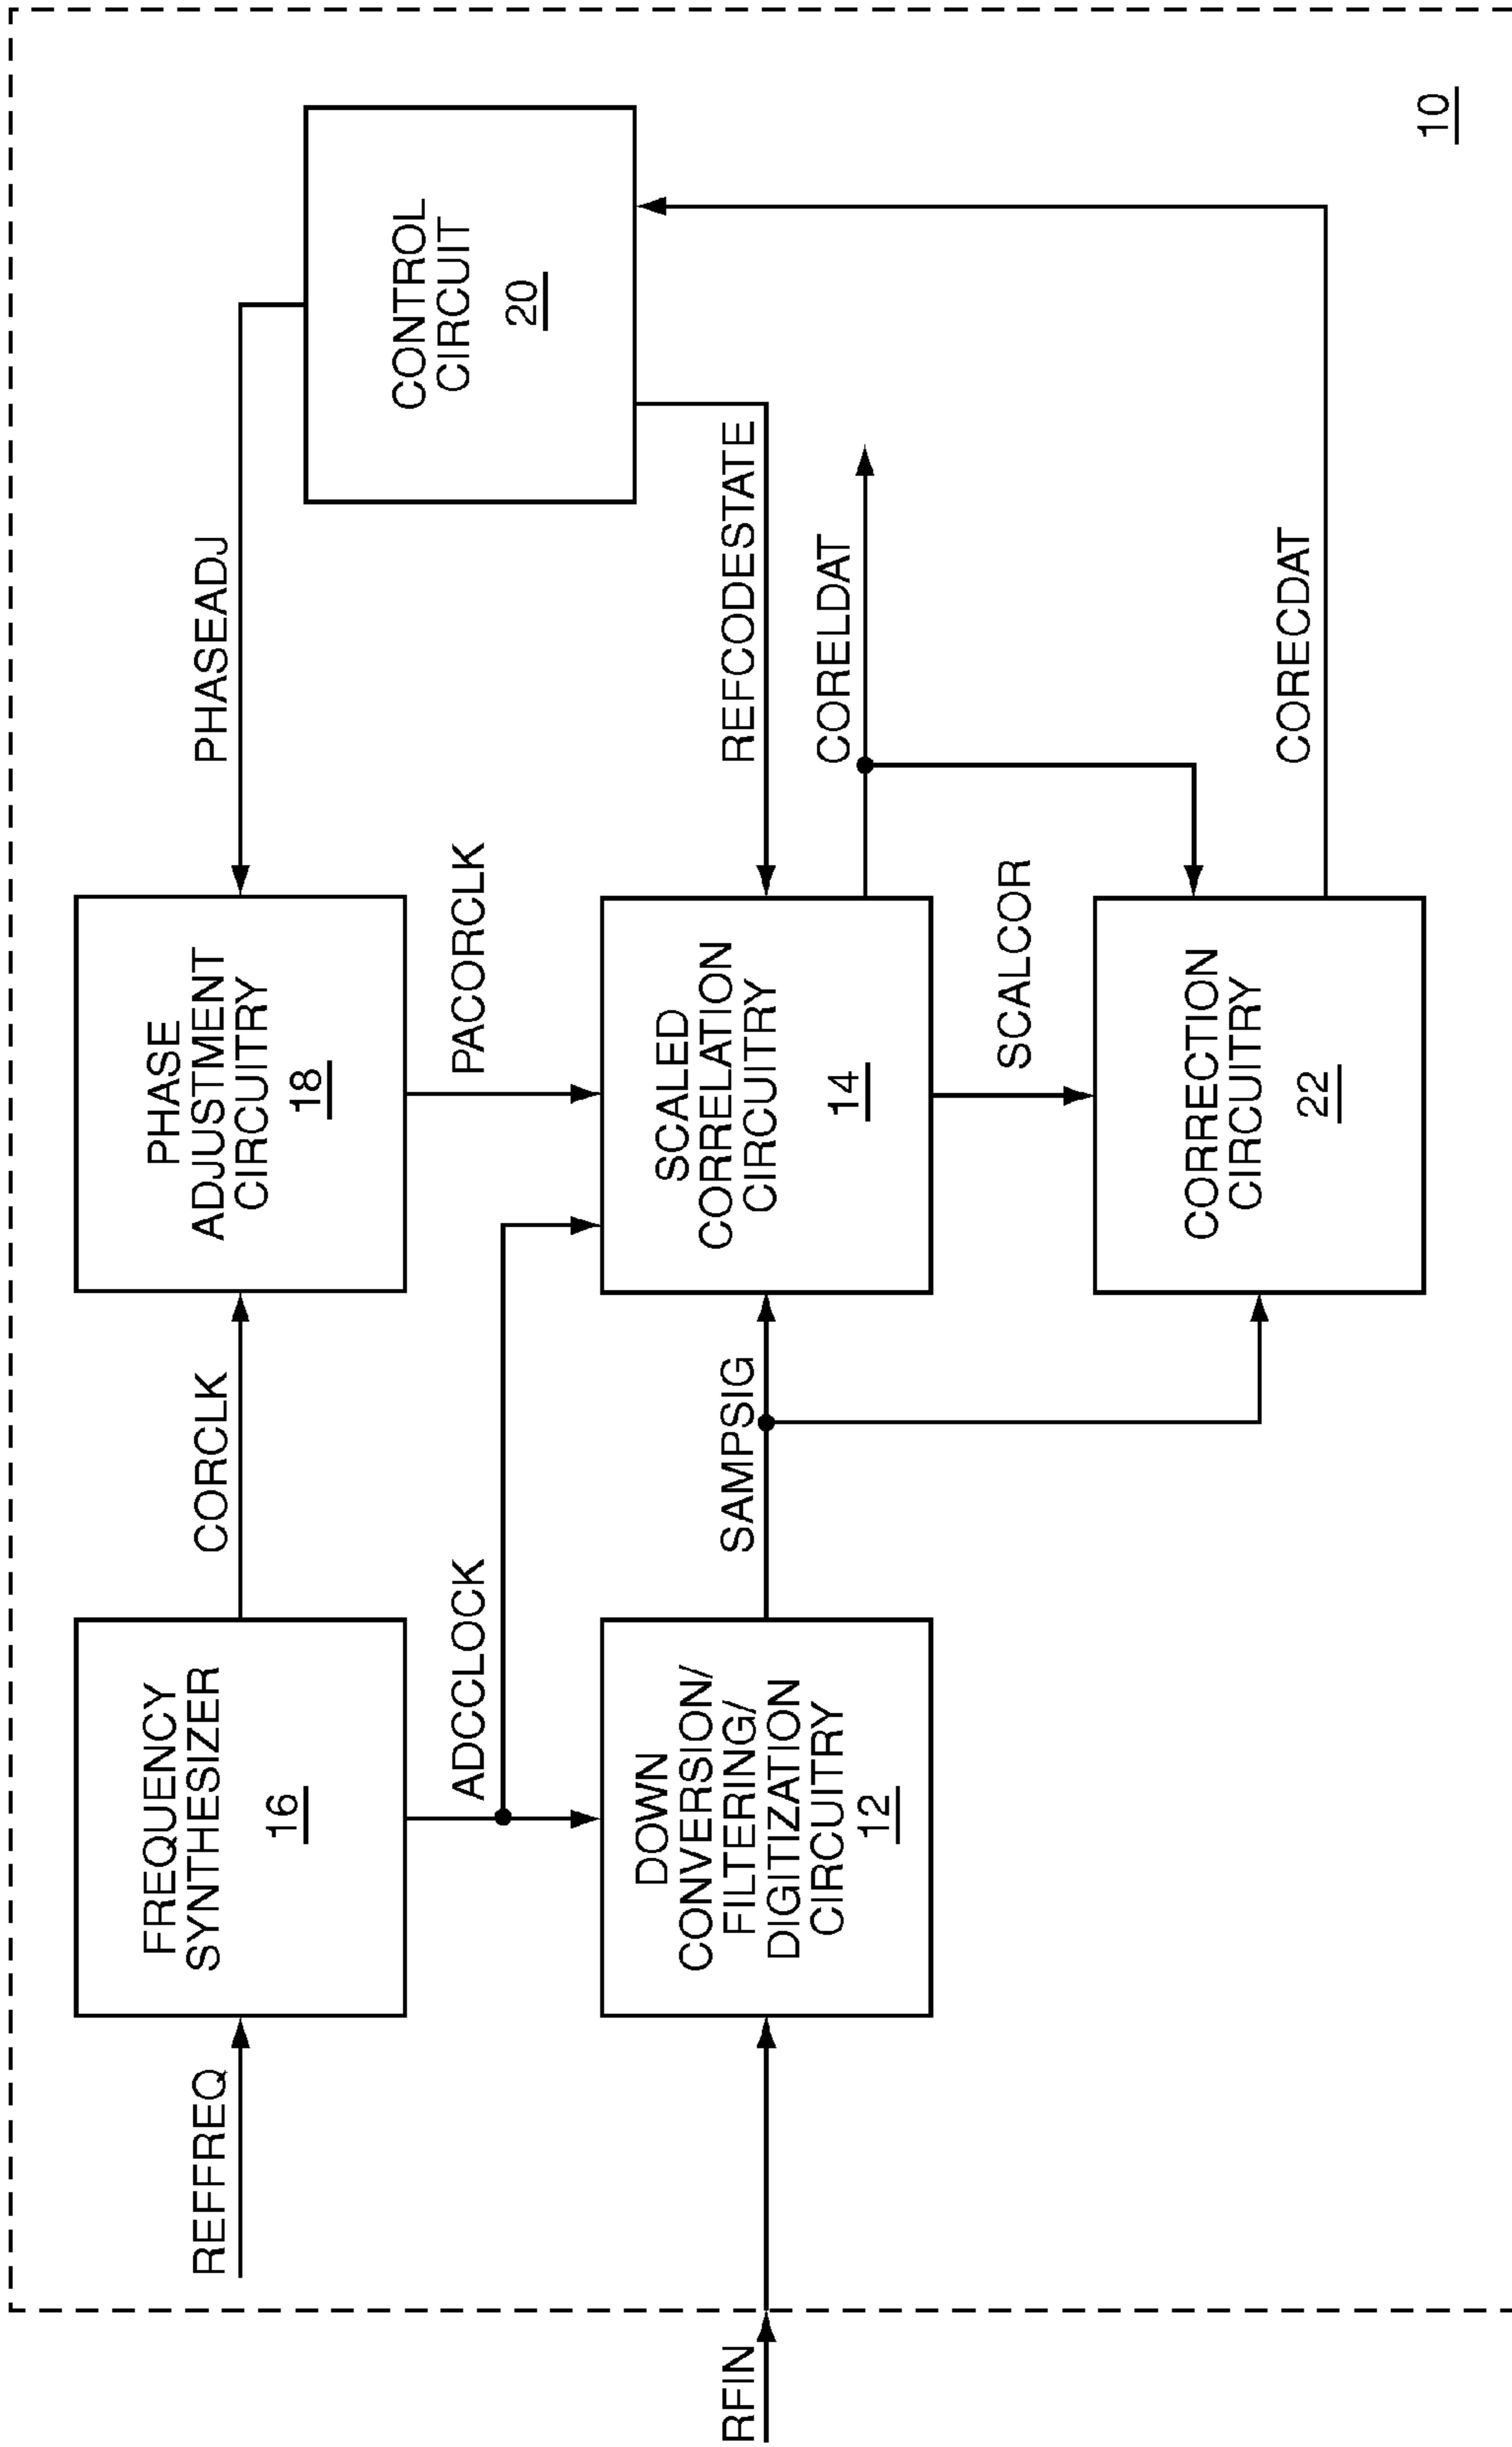 REFFREQ
FREQUENCY
SYNTHESIZER
16
CORCLK
PHASE
ADJUSTMENT
CIRCUITRY
18
PHASEADJ
CONTROL
CIRCUIT
20
ADCCLOCK
PACORCLK
RFIN
DOWN
CONVERSION/
FILTERING/
DIGITIZATION
CIRCUITRY
12
SAMPSIG
SCALED
CORRELATION
CIRCUITRY
14
REFCODESTATE
CORELDAT
SCALCOR
CORRECTION
CIRCUITRY
22
CORECDAT
10